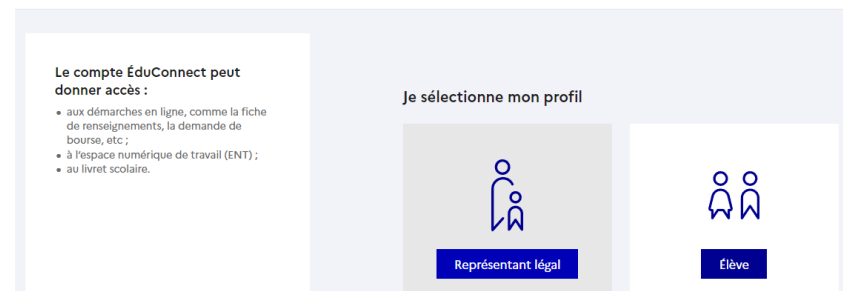 Le compte ÉduConnect peut
donner accès :
• aux démarches en ligne, comme la fiche
de renseignements, la demande de
bourse, etc ;
• à l'espace numérique de travail (ENT) ;
• au livret scolaire.
Je sélectionne mon profil
Représentant légal
Élève